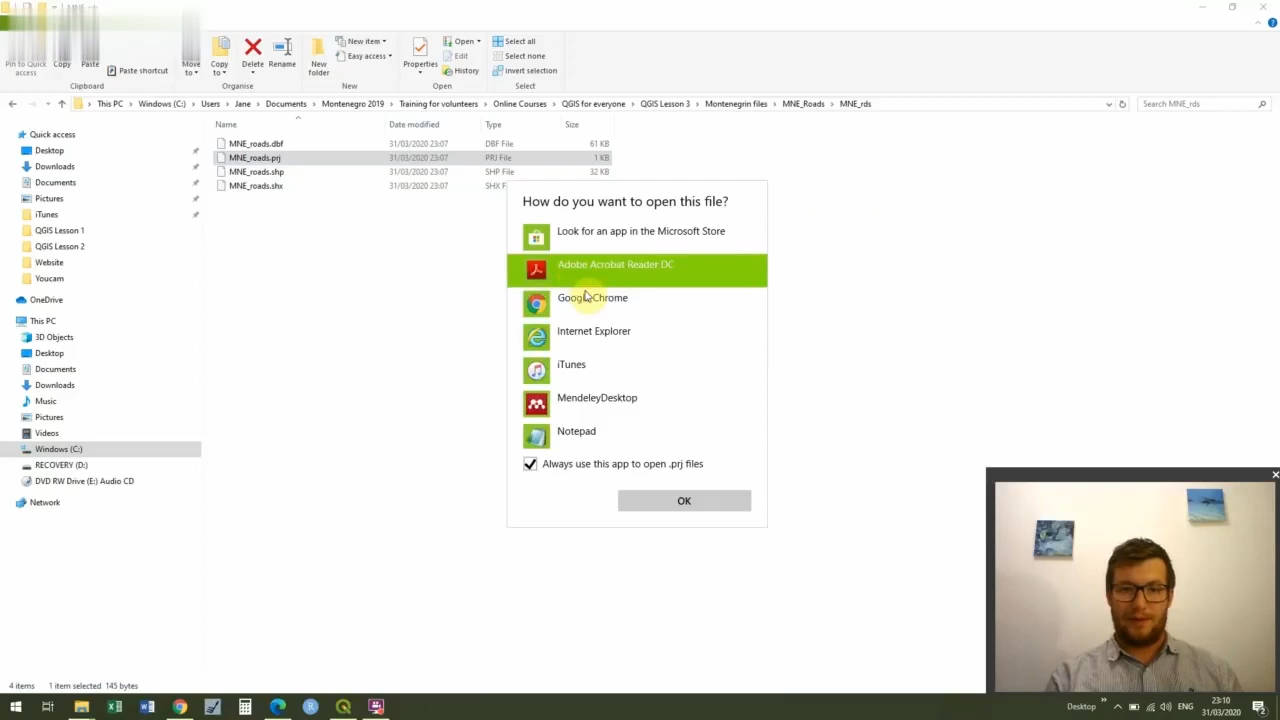 New item
Open
Select all
Easy access
Edit
Select none
Pin to Quick access
Copy
Paste
Paste shortcut
Move to
Copy to
Delete
Rename
New folder
Properties
History
Invert selection
Clipboard
Organise
New
Open
Select
This PC > Windows (C:) > Users > Jane > Documents > Montenegro 2019 > Training for volunteers > Online Courses > QGIS for everyone > QGIS Lesson 3 > Montenegrin files > MNE_Roads > MNE_rds
Search MNE_rds
Name Date modified Type Size
MNE_roads.dbf 31/03/2020 23:07 DBF File 61 KB
MNE_roads.prj 31/03/2020 23:07 PRJ File 1 KB
MNE_roads.shp 31/03/2020 23:07 SHP File 32 KB
MNE_roads.shx 31/03/2020 23:07 SHX F
Quick access
Desktop
Downloads
Documents
Pictures
iTunes
QGIS Lesson 1
QGIS Lesson 2
Website
Youcam
OneDrive
This PC
3D Objects
Desktop
Documents
Downloads
Music
Pictures
Videos
Windows (C:)
RECOVERY (D:)
DVD RW Drive (E:) Audio CD
Network
How do you want to open this file?
Look for an app in the Microsoft Store
Adobe Acrobat Reader DC
Google Chrome
Internet Explorer
iTunes
MendeleyDesktop
Notepad
Always use this app to open .prj files
OK
4 items 1 item selected 145 bytes
Desktop
ENG
23:10
31/03/2020
2